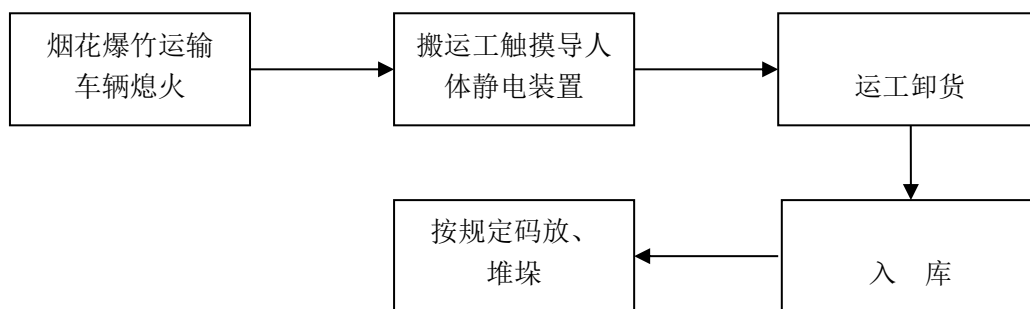 烟花爆竹运输
车辆熄火
搬运工触摸导人
体静电装置
运工卸货
入 库
按规定码放、
堆垛